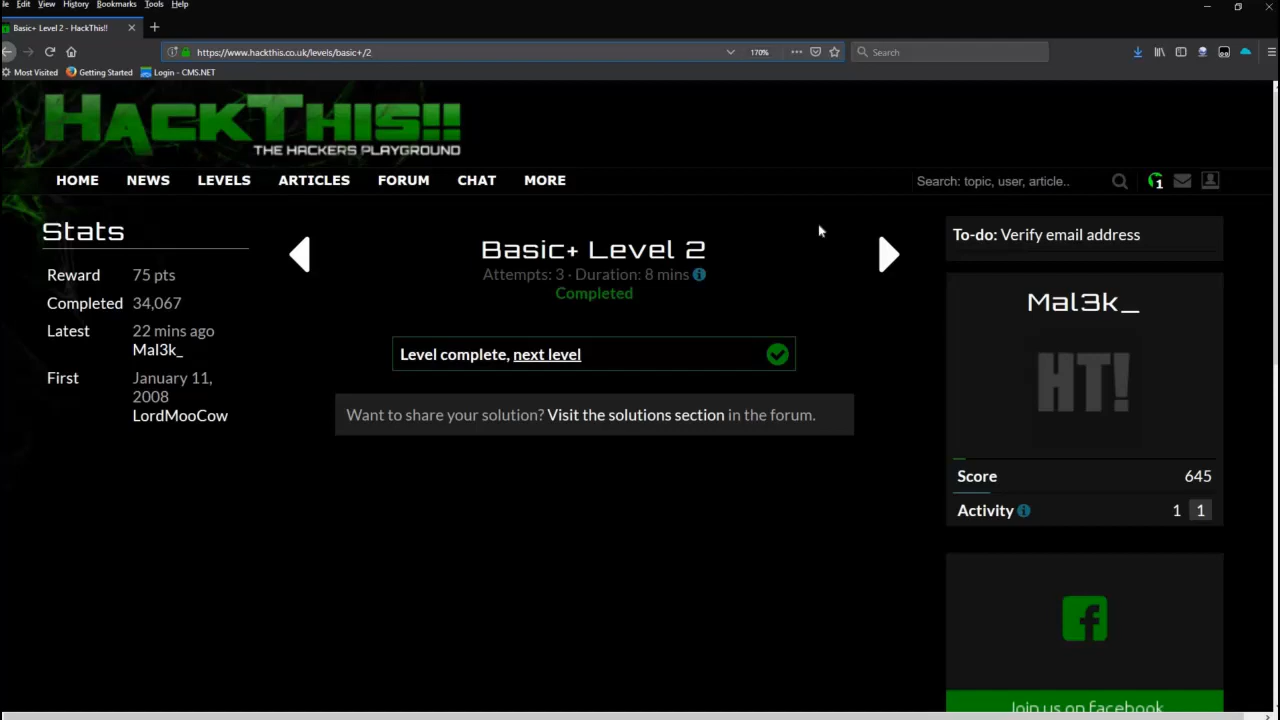 Edit View History Bookmarks Tools Help
Basic+ Level 2 - HackThis!!
https://www.hackthis.co.uk/levels/basic+/2
170%
Search
Most Visited Getting Started Login - CMS.NET
HACKTHIS!!
THE HACKERS PLAYGROUND
HOME NEWS LEVELS ARTICLES FORUM CHAT MORE
Search: topic, user, article..
1
Stats
Reward 75 pts
Completed 34,067
Latest 22 mins ago
Mal3k_
First January 11,
2008
LordMooCow
Basic+ Level 2
Attempts: 3 · Duration: 8 mins
Completed
Level complete, next level
Want to share your solution? Visit the solutions section in the forum.
To-do: Verify email address
Mal3k_
HT!
Score 645
Activity 1 1
Join us on facebook